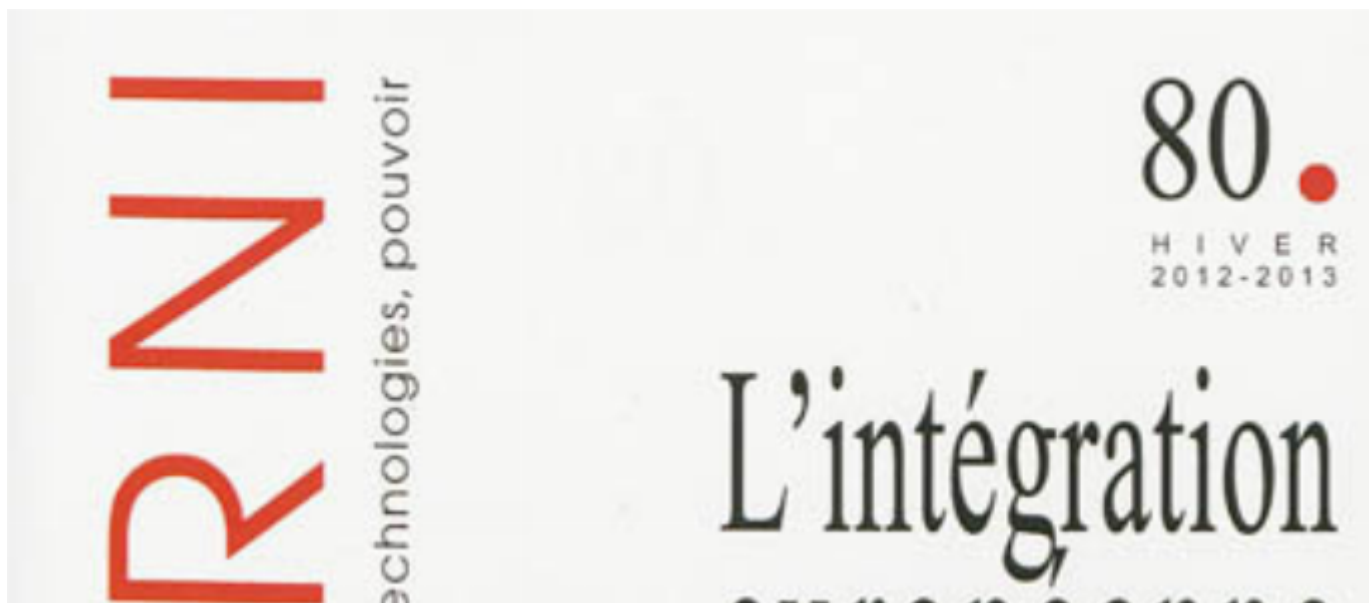 RNI
echnologies, pouvoir
80.
HIVER
2012-2013
L'intégration